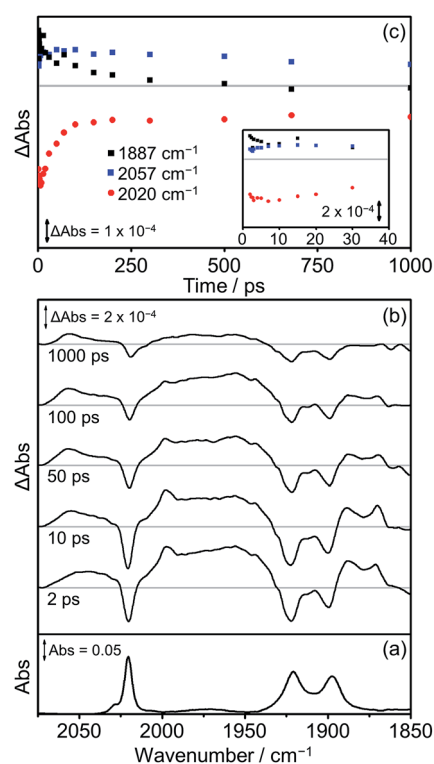 (c)
ΔAbs
1887 cm⁻¹
2057 cm⁻¹
2020 cm⁻¹
ΔAbs = 1 x 10⁻⁴
2 x 10⁻⁴
0 10 20 30 40
0 250 500 750 1000
Time / ps
ΔAbs = 2 x 10⁻⁴
(b)
1000 ps
100 ps
ΔAbs
50 ps
10 ps
2 ps
Abs = 0.05
(a)
Abs
2050 2000 1950 1900 1850
Wavenumber / cm⁻¹